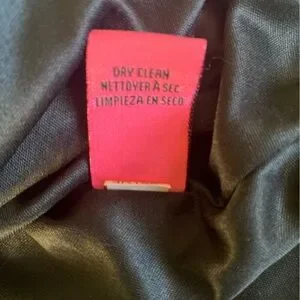 DRY CLEAN
NETTOYER À SEC
LIMPIEZA EN SECO